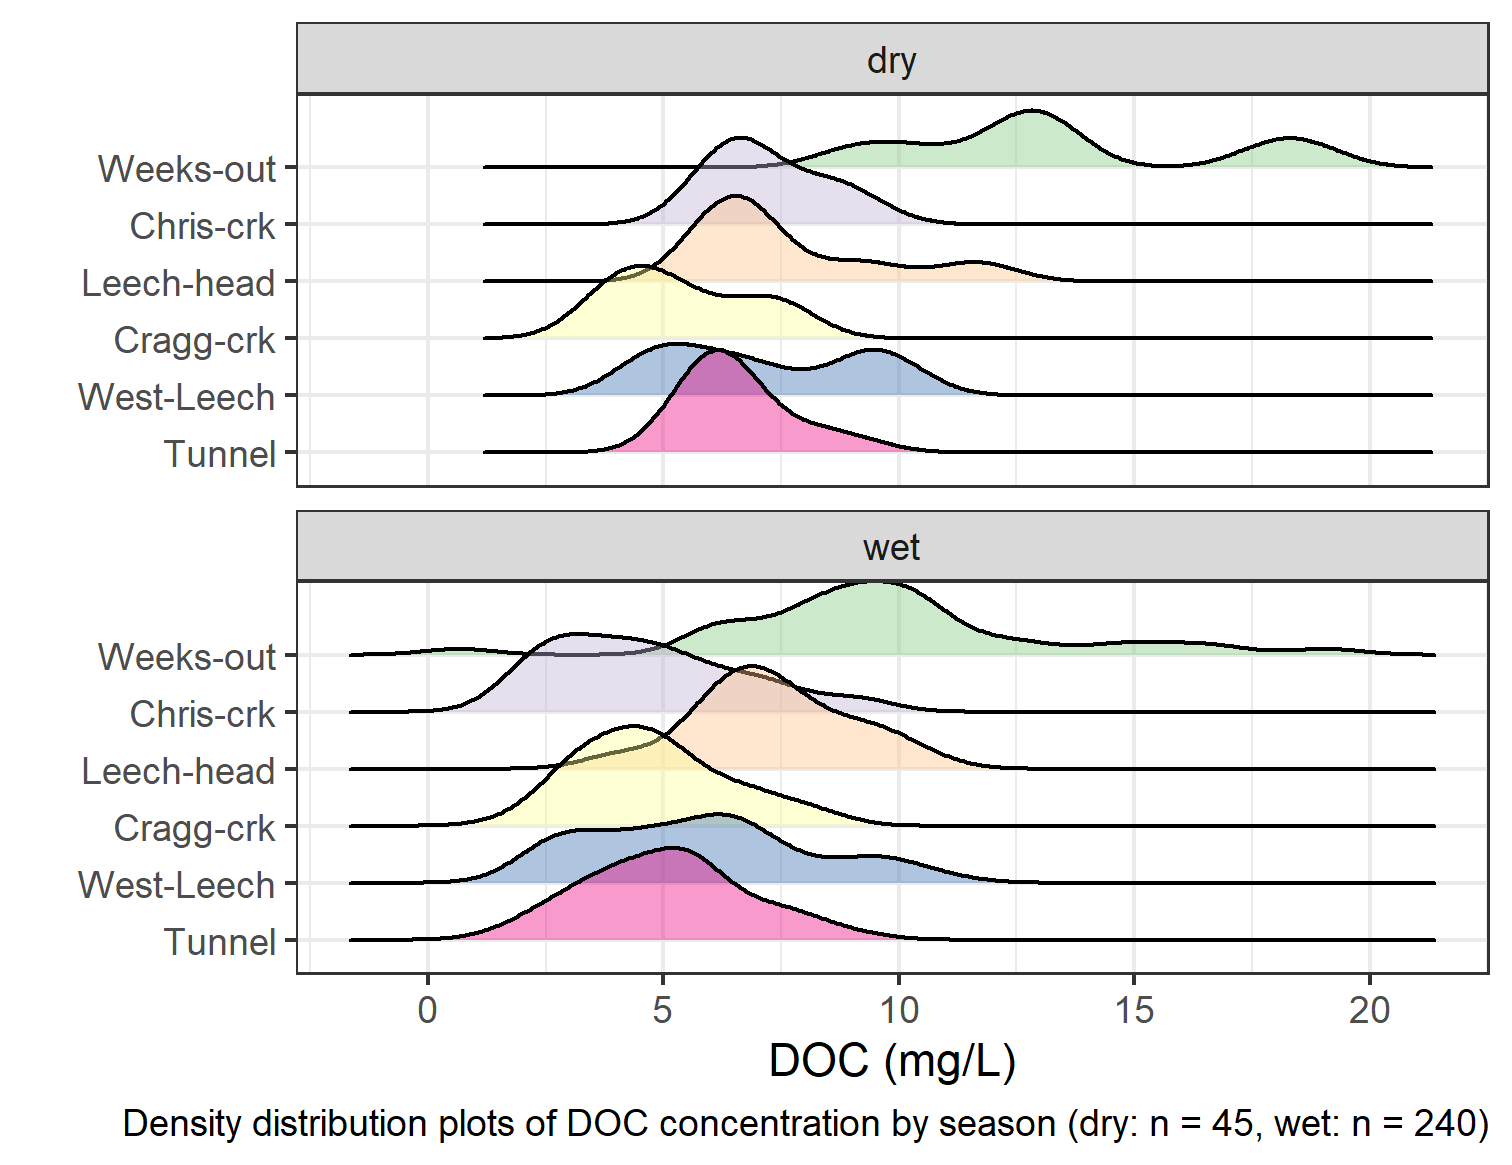 dry
Weeks-out
Chris-crk
Leech-head
Cragg-crk
West-Leech
Tunnel
wet
Weeks-out
Chris-crk
Leech-head
Cragg-crk
West-Leech
Tunnel
0 5 10 15 20
DOC (mg/L)
Density distribution plots of DOC concentration by season (dry: n = 45, wet: n = 240)